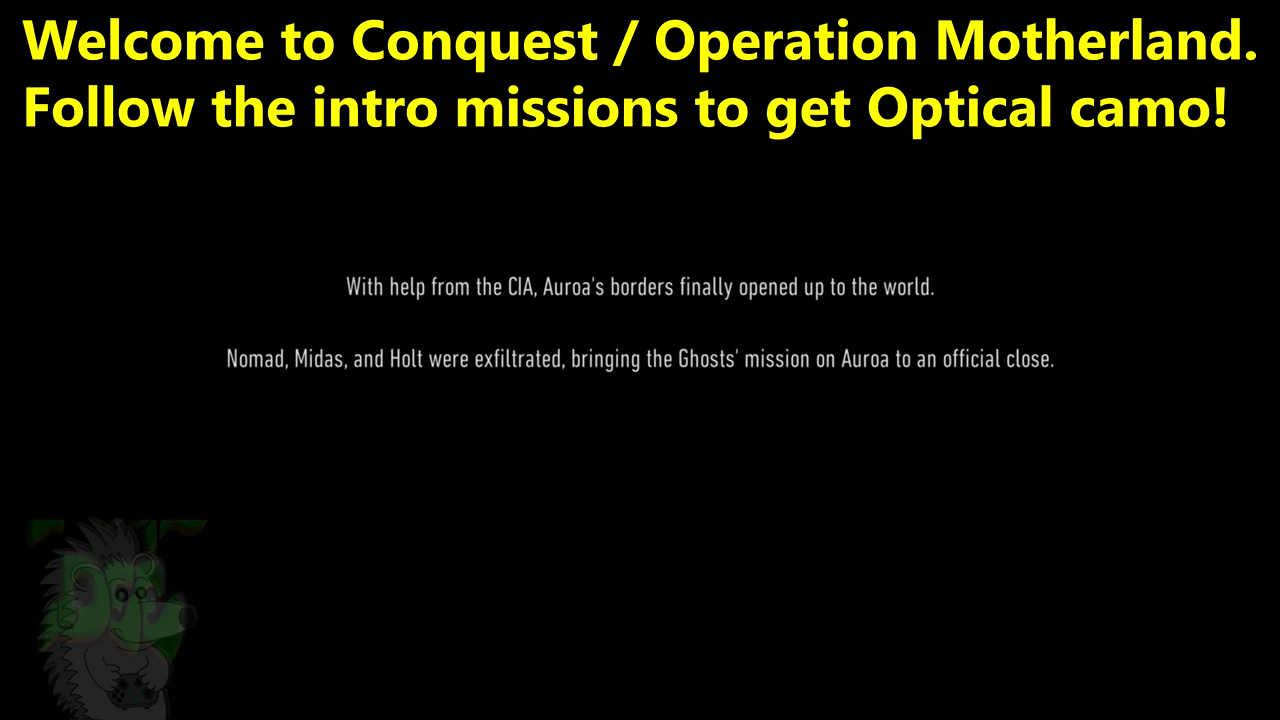 Welcome to Conquest / Operation Motherland.
Follow the intro missions to get Optical camo!
With help from the CIA, Auroa's borders finally opened up to the world.
Nomad, Midas, and Holt were exfiltrated, bringing the Ghosts' mission on Auroa to an official close.